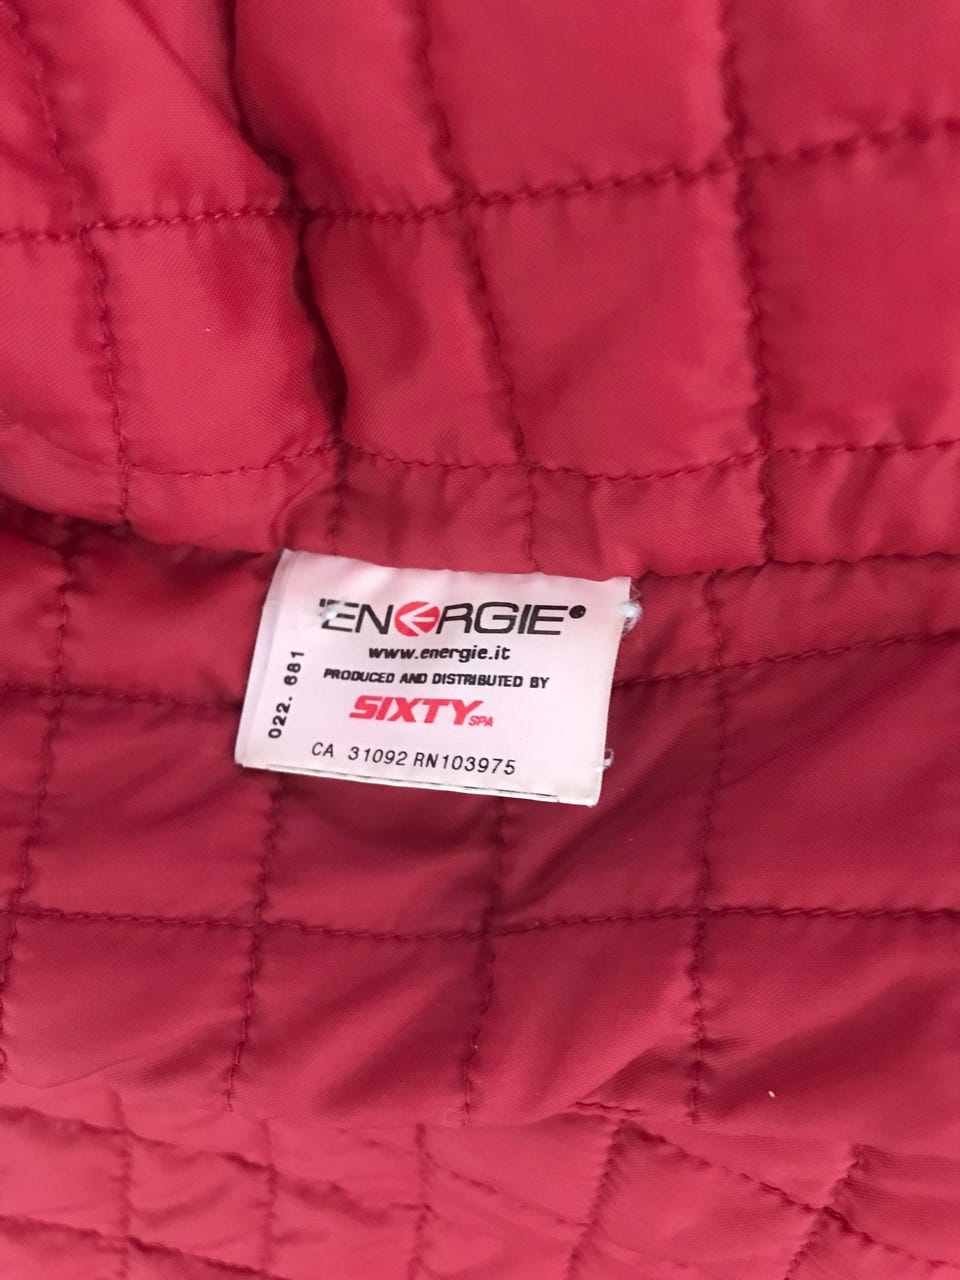 ENERGIE
www.energie.it
PRODUCED AND DISTRIBUTED BY
SIXTY SPA
CA 31092 RN103975
022. 681